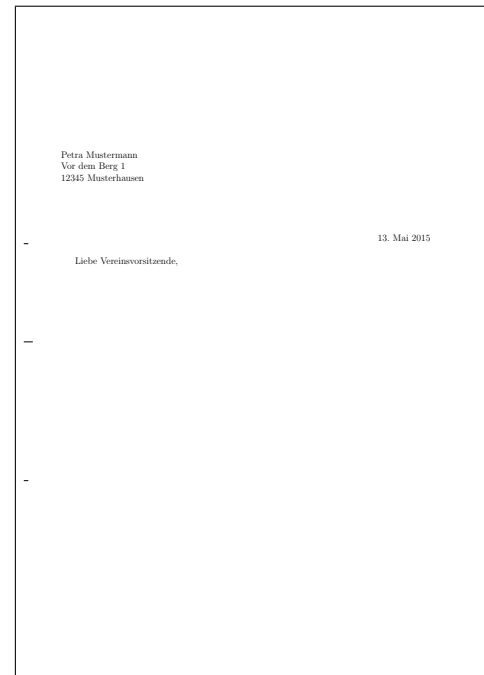 Petra Mustermann
Vor dem Berg 1
12345 Musterhausen
13. Mai 2015
Liebe Vereinsvorsitzende,